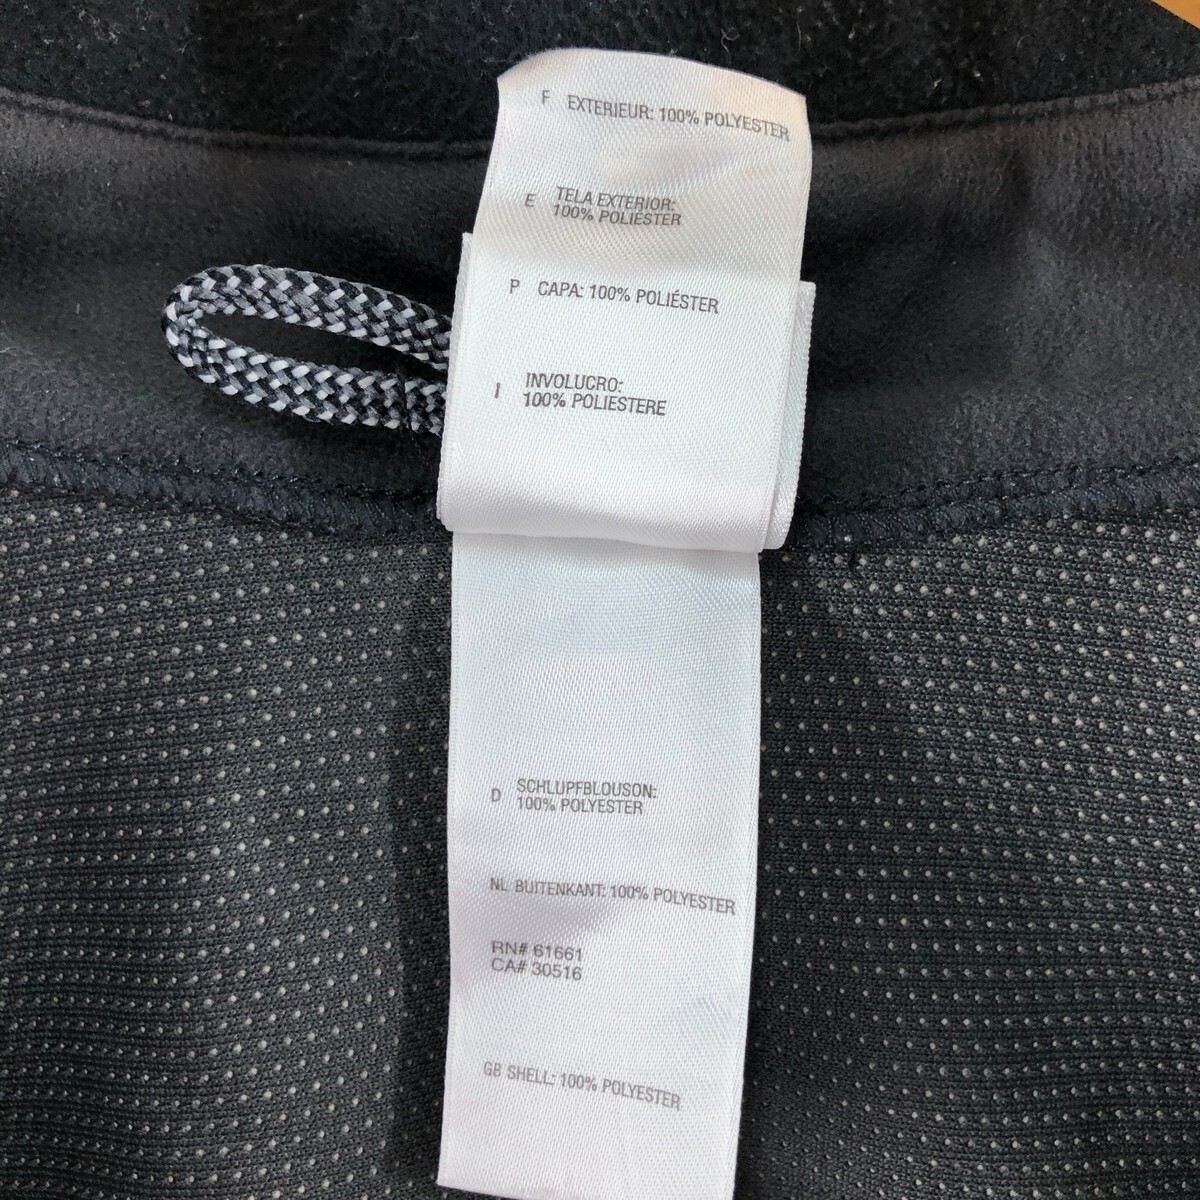 F EXTERIEUR: 100% POLYESTER
E TELA EXTERIOR:
100% POLIÉSTER
P CAPA: 100% POLIÉSTER
I INVOLUCRO:
100% POLIESTERE
D SCHLUPFBLOUSON:
100% POLYESTER
NL BUITENKANT: 100% POLYESTER
RN# 61661
CA# 30516
GB SHELL: 100% POLYESTER